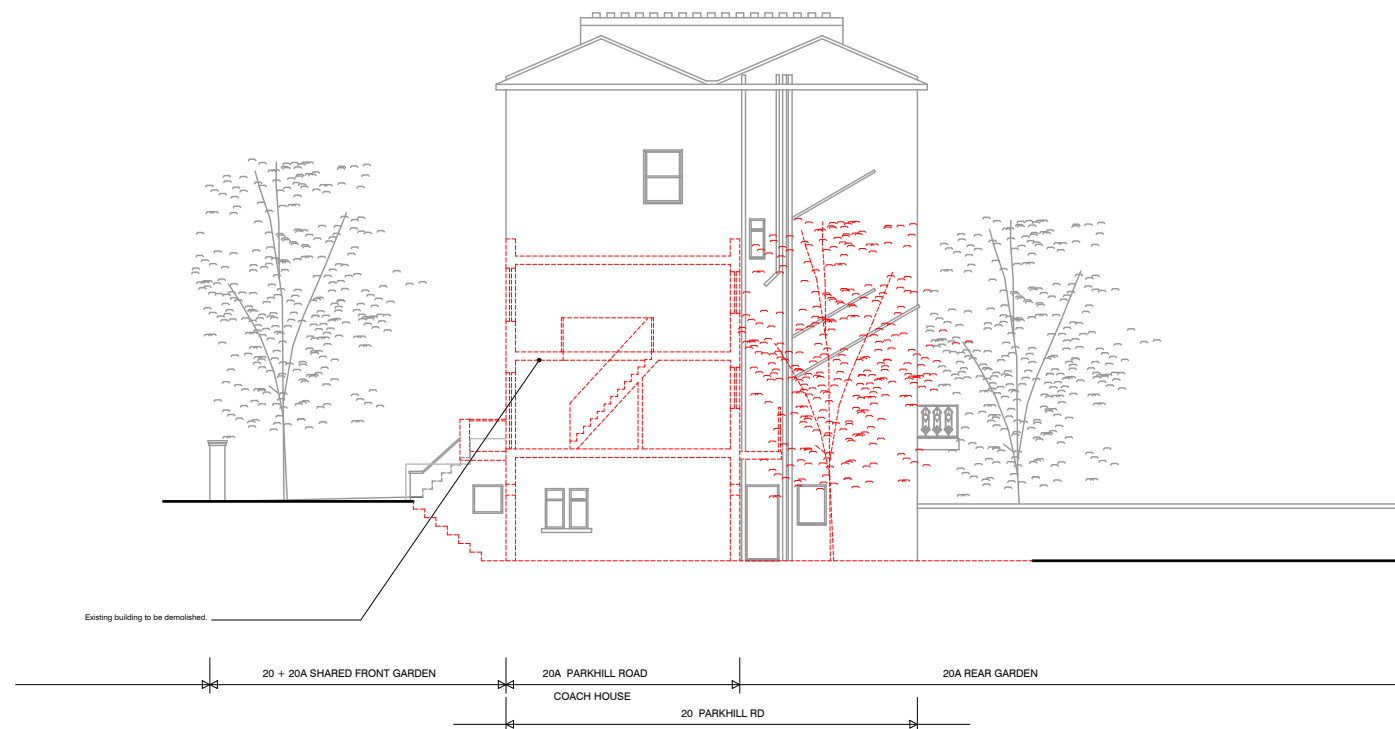 Existing building to be demolished.
20 + 20A SHARED FRONT GARDEN
20A PARKHILL ROAD
COACH HOUSE
20A REAR GARDEN
20 PARKHILL RD